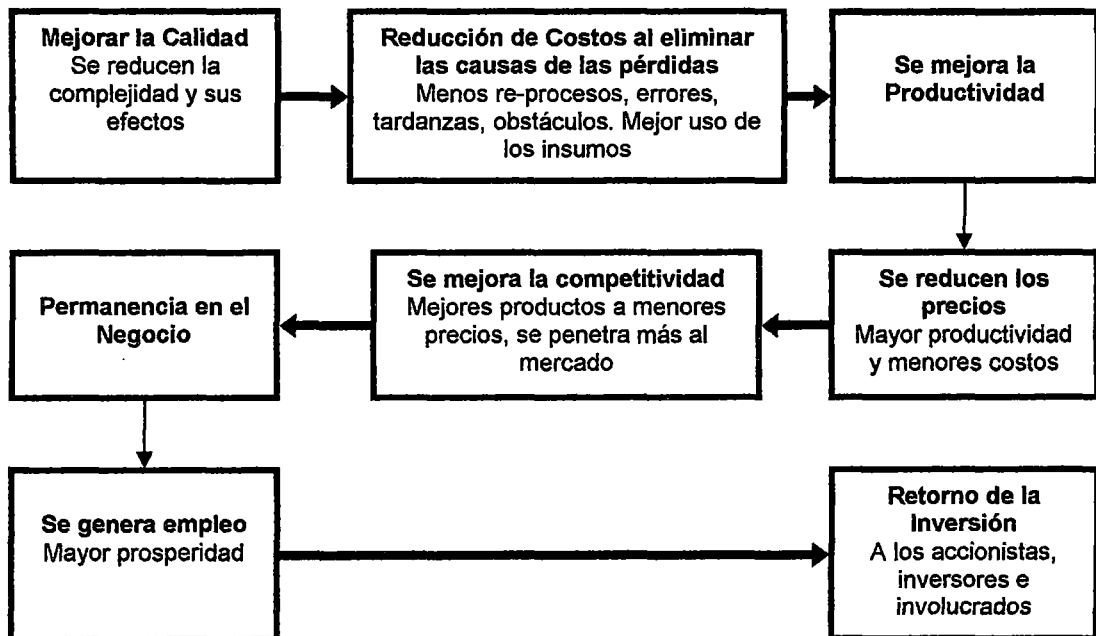 Mejorar la Calidad
Se reducen la
complejidad y sus
efectos
Reducción de Costos al eliminar
las causas de las pérdidas
Menos re-procesos, errores,
tardanzas, obstáculos. Mejor uso de
los insumos
Se mejora la
Productividad
Se reducen los
precios
Mayor productividad
y menores costos
Se mejora la competitividad
Mejores productos a menores
precios, se penetra más al
mercado
Permanencia en el
Negocio
Se genera empleo
Mayor prosperidad
Retorno de la
Inversión
A los accionistas,
inversores e
involucrados